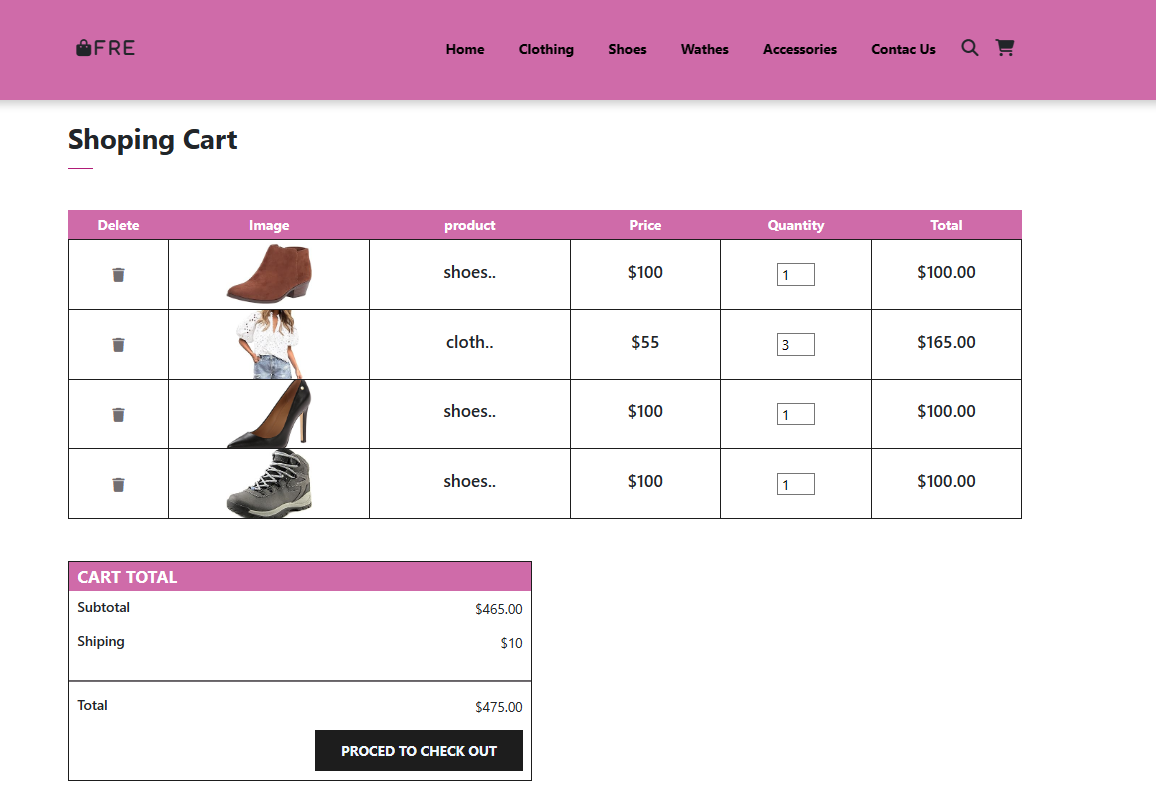 FRE Home Clothing Shoes Wathes Accessories Contac Us
Shoping Cart
Delete Image product Price Quantity Total
shoes.. $100 1 $100.00
cloth.. $55 3 $165.00
shoes.. $100 1 $100.00
shoes.. $100 1 $100.00
CART TOTAL
Subtotal $465.00
Shiping $10
Total $475.00
PROCED TO CHECK OUT